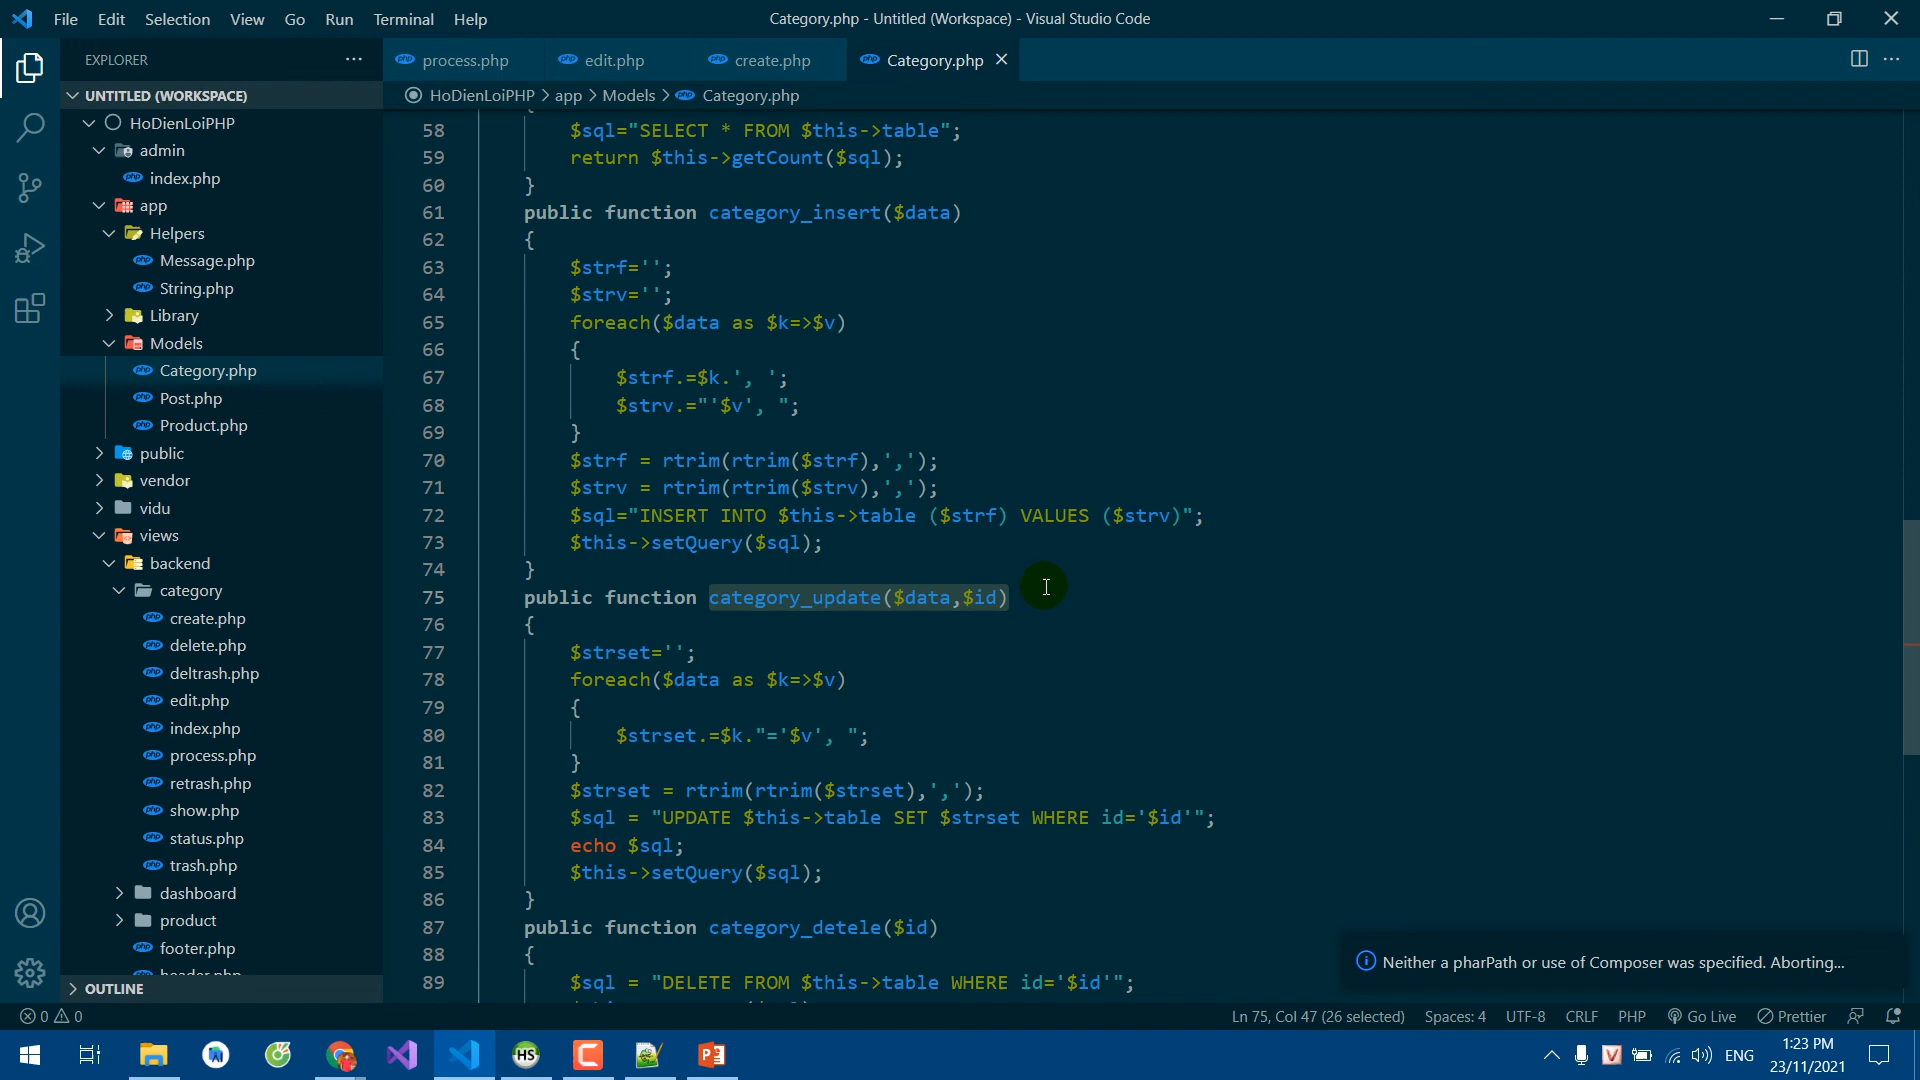 File Edit Selection View Go Run Terminal Help
Category.php - Untitled (Workspace) - Visual Studio Code
EXPLORER
process.php
edit.php
create.php
Category.php
UNTITLED (WORKSPACE)
HoDienLoiPHP
admin
index.php
app
Helpers
Message.php
String.php
Library
Models
Category.php
Post.php
Product.php
public
vendor
vidu
views
backend
category
create.php
delete.php
deltrash.php
edit.php
index.php
process.php
retrash.php
show.php
status.php
trash.php
dashboard
product
footer.php
header.php
OUTLINE
HoDienLoiPHP > app > Models > Category.php
58 $sql="SELECT * FROM $this->table";
59 return $this->getCount($sql);
60 }
61 public function category_insert($data)
62 {
63 $strf='';
64 $strv='';
65 foreach($data as $k=>$v)
66 {
67 $strf.=$k.', ';
68 $strv.="'$v', ";
69 }
70 $strf = rtrim(rtrim($strf),',');
71 $strv = rtrim(rtrim($strv),',');
72 $sql="INSERT INTO $this->table ($strf) VALUES ($strv)";
73 $this->setQuery($sql);
74 }
75 public function category_update($data,$id)
76 {
77 $strset='';
78 foreach($data as $k=>$v)
79 {
80 $strset.=$k."='$v', ";
81 }
82 $strset = rtrim(rtrim($strset),',');
83 $sql = "UPDATE $this->table SET $strset WHERE id='$id'";
84 echo $sql;
85 $this->setQuery($sql);
86 }
87 public function category_detele($id)
88 {
89 $sql = "DELETE FROM $this->table WHERE id='$id'";
Neither a pharPath or use of Composer was specified. Aborting...
0 0
Ln 75, Col 47 (26 selected) Spaces: 4 UTF-8 CRLF PHP Go Live Prettier
HS
V
ENG
1:23 PM
23/11/2021